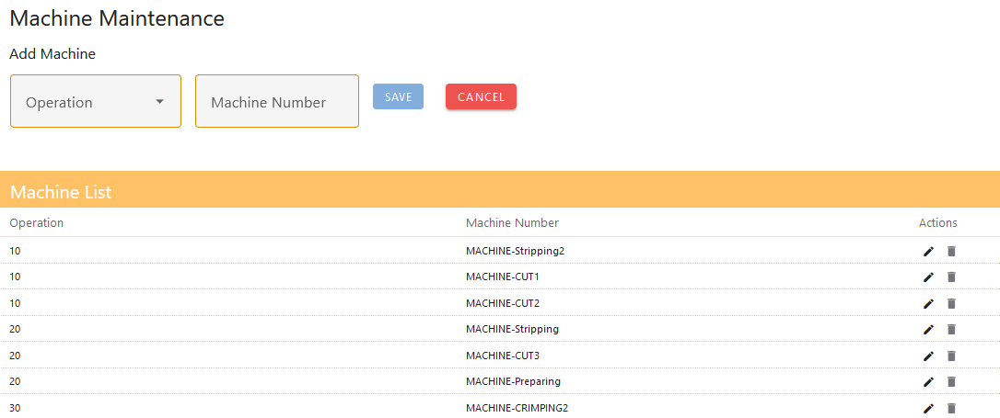 Machine Maintenance
Add Machine
Operation Machine Number SAVE CANCEL
Machine List
Operation Machine Number Actions
10 MACHINE-Stripping2
10 MACHINE-CUT1
10 MACHINE-CUT2
20 MACHINE-Stripping
20 MACHINE-CUT3
20 MACHINE-Preparing
30 MACHINE-CRIMPING2